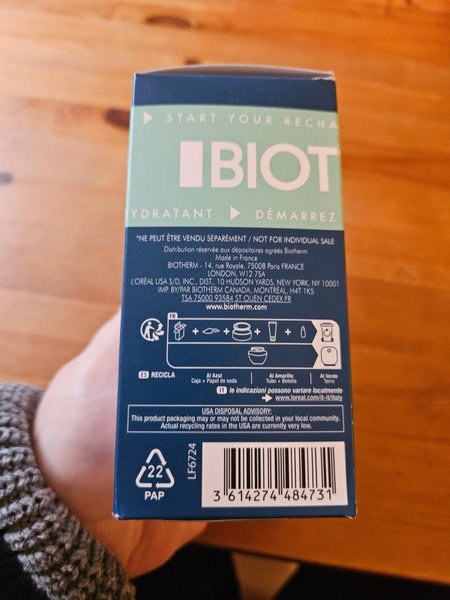 START YOUR RECHA
BIOT
YDRATANT ▶ DÉMARREZ
*NE PEUT ÊTRE VENDU SÉPARÉMENT / NOT FOR INDIVIDUAL SALE
Distribution réservée aux dépositaires agréés Biotherm
Made in France
BIOTHERM - 14, rue Royale, 75008 Paris FRANCE
LONDON, W12 7SA
L'ORÉAL USA S/D, INC., DIST., 10 HUDSON YARDS, NEW YORK, NY, 10001
IMP. BY/PAR BIOTHERM CANADA, MONTRÉAL, H4T 1K5
TSA 75000 93584 ST OUEN CEDEX FR
www.biotherm.com
FR
ES RECICLA
Al Azul
Caja + Papel de seda
Al Amarillo
Tubo + Botella
Al Verde
Tarro
IT le indicazioni possono variare localmente
www.loreal.com/it-it/italy
USA DISPOSAL ADVISORY:
This product packaging may or may not be collected in your local community.
Actual recycling rates in the USA are currently very low.
22
PAP
LF6724
3 614274 484731